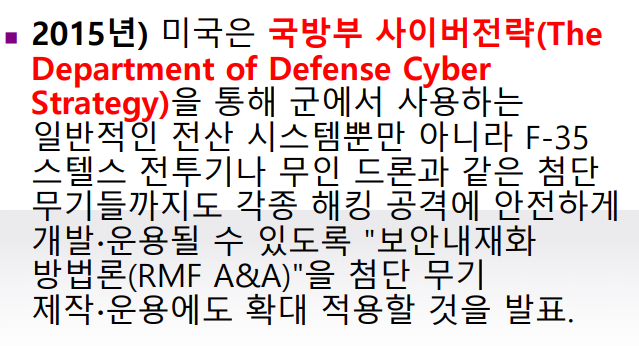 ■ 2015년) 미국은 국방부 사이버전략(The
Department of Defense Cyber
Strategy)을 통해 군에서 사용하는
일반적인 전산 시스템뿐만 아니라 F-35
스텔스 전투기나 무인 드론과 같은 첨단
무기들까지도 각종 해킹 공격에 안전하게
개발·운용될 수 있도록 "보안내재화
방법론(RMF A&A)"을 첨단 무기
제작·운용에도 확대 적용할 것을 발표.